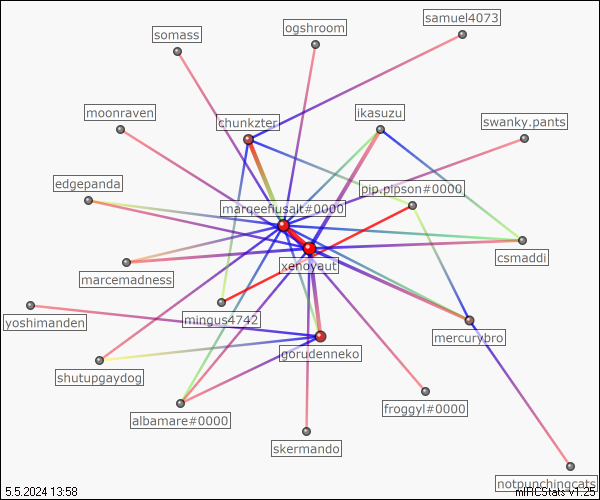 samuel4073
ogshroom
somass
moonraven
chunkzter
ikasuzu
swanky.pants
edgepanda
pip.pipson#0000
marqeefiusalt#0000
csmaddi
xenoyaut
marcemadness
yoshimanden
mingus4742
mercurybro
gorudenneko
shutupgaydog
froggyl#0000
albamare#0000
skermando
notpunchingcats
5.5.2024 13:58
mIRCStats v1.25